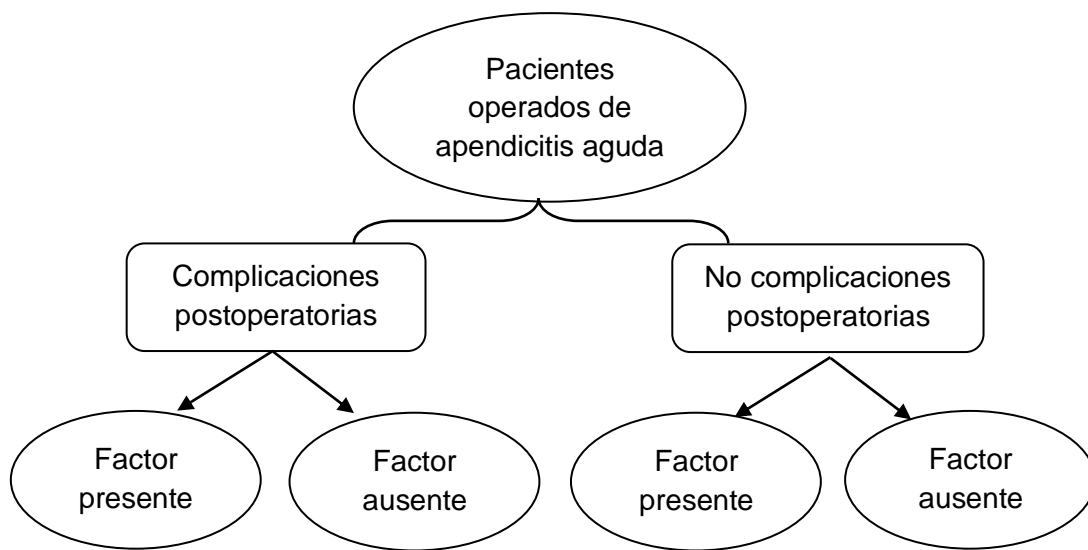 Pacientes
operados de
apendicitis aguda
Complicaciones
postoperatorias
No complicaciones
postoperatorias
Factor
presente
Factor
ausente
Factor
presente
Factor
ausente